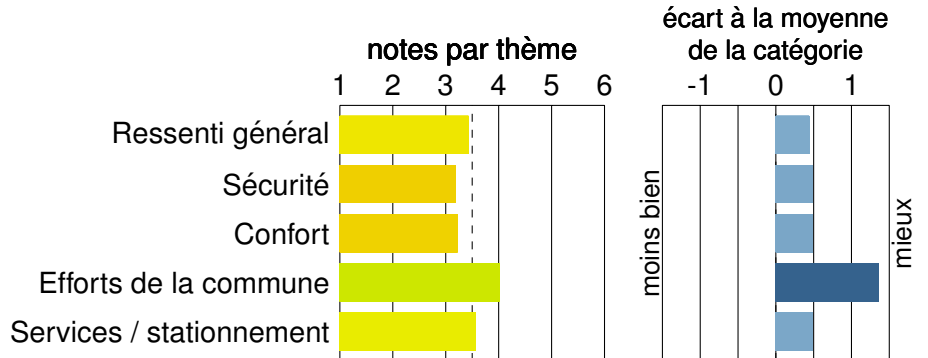 écart à la moyenne
notes par thème
de la catégorie
1 2 3 4 5 6
-1 0 1
Ressenti général
Sécurité
Confort
Efforts de la commune
Services / stationnement
moins bien
mieux